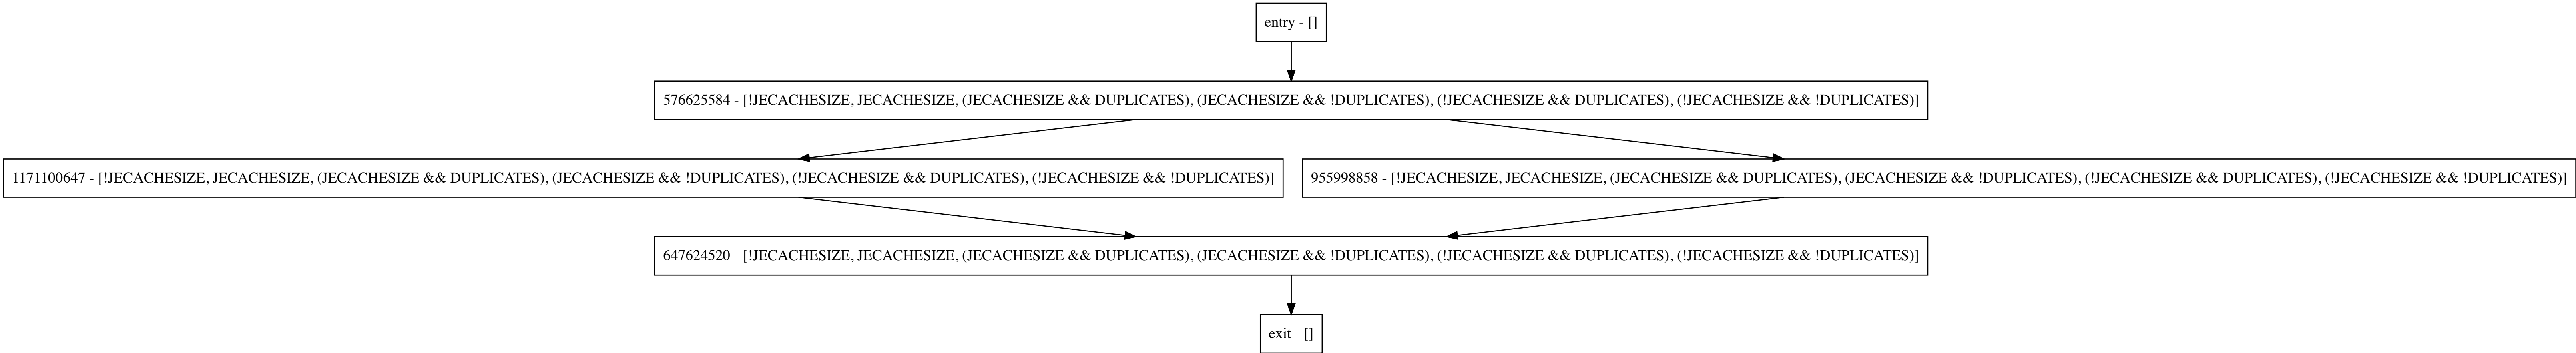 entry - []
576625584 - [!JECACHESIZE, JECACHESIZE, (JECACHESIZE && DUPLICATES), (JECACHESIZE && !DUPLICATES), (!JECACHESIZE && DUPLICATES), (!JECACHESIZE && !DUPLICATES)]
1171100647 - [!JECACHESIZE, JECACHESIZE, (JECACHESIZE && DUPLICATES), (JECACHESIZE && !DUPLICATES), (!JECACHESIZE && DUPLICATES), (!JECACHESIZE && !DUPLICATES)]
955998858 - [!JECACHESIZE, JECACHESIZE, (JECACHESIZE && DUPLICATES), (JECACHESIZE && !DUPLICATES), (!JECACHESIZE && DUPLICATES), (!JECACHESIZE && !DUPLICATES)]
647624520 - [!JECACHESIZE, JECACHESIZE, (JECACHESIZE && DUPLICATES), (JECACHESIZE && !DUPLICATES), (!JECACHESIZE && DUPLICATES), (!JECACHESIZE && !DUPLICATES)]
exit - []